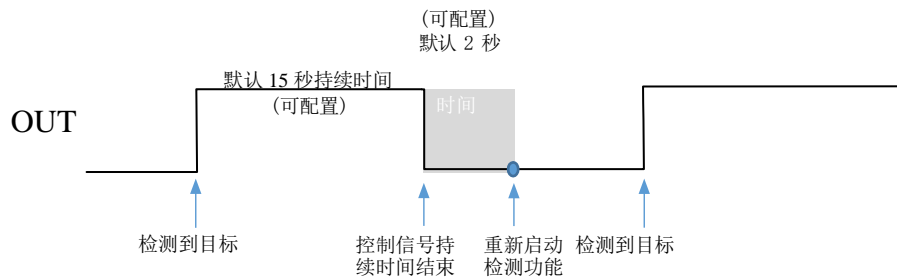 (可配置)
默认 2 秒
默认 15 秒持续时间
(可配置)
时间
OUT
检测到目标
控制信号持
续时间结束
重新启动
检测功能
检测到目标